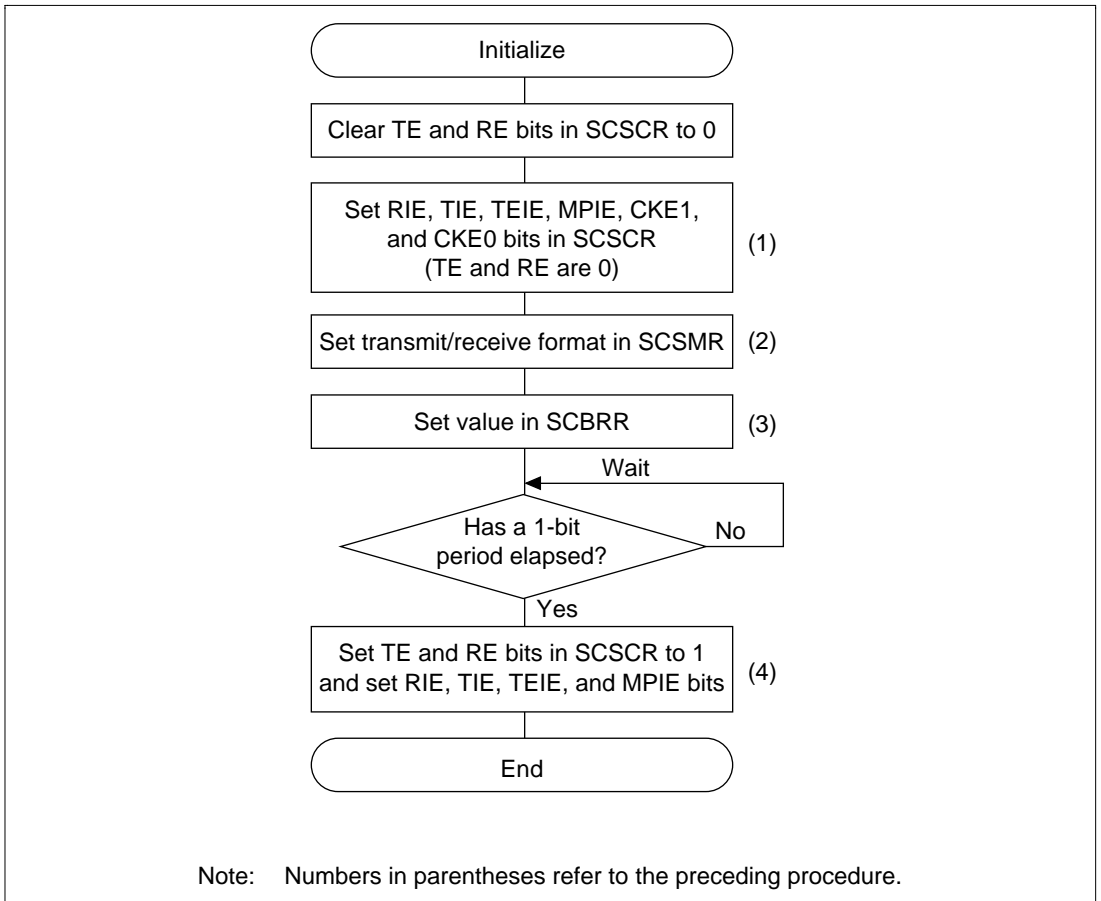 Initialize
Clear TE and RE bits in SCSCR to 0
Set RIE, TIE, TEIE, MPIE, CKE1,
and CKE0 bits in SCSCR
(TE and RE are 0)
(1)
Set transmit/receive format in SCSMR
(2)
Set value in SCBRR
(3)
Wait
Has a 1-bit
period elapsed?
No
Yes
Set TE and RE bits in SCSCR to 1
and set RIE, TIE, TEIE, and MPIE bits
(4)
End
Note: Numbers in parentheses refer to the preceding procedure.